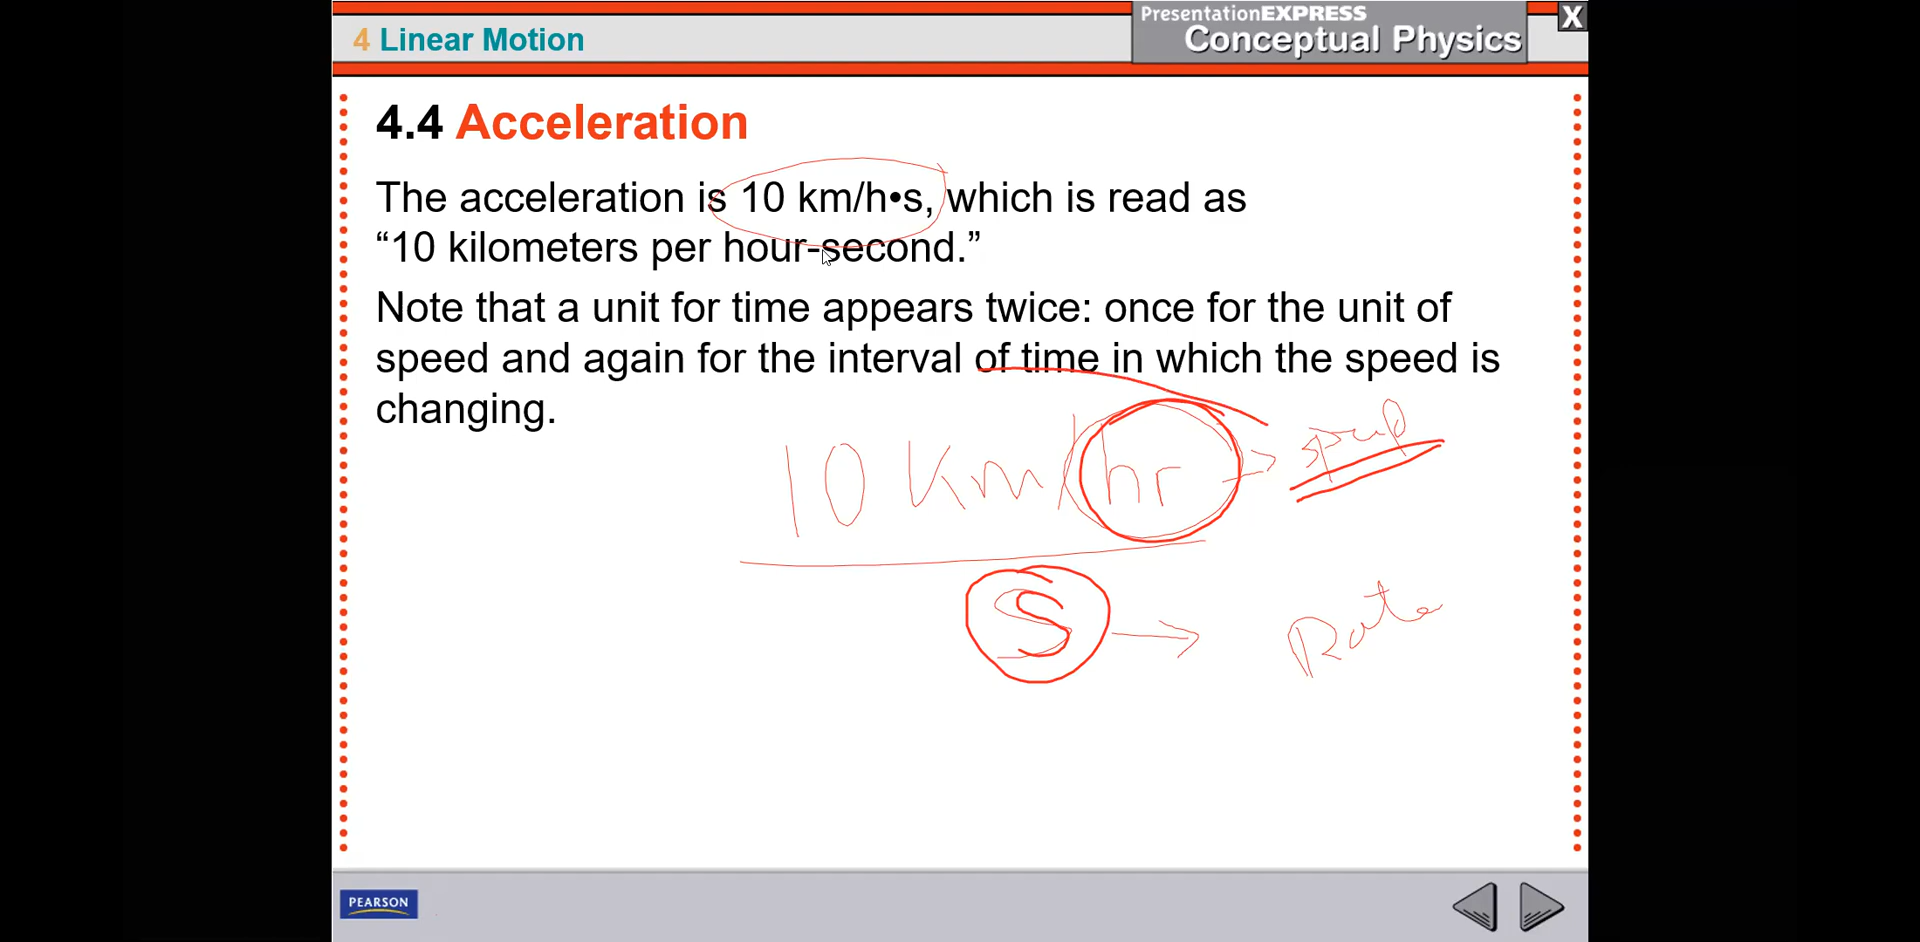 PresentationEXPRESS
X
4 Linear Motion
Conceptual Physics
4.4 Acceleration
The acceleration is 10 km/h•s, which is read as
“10 kilometers per hour-second.”
Note that a unit for time appears twice: once for the unit of
speed and again for the interval of time in which the speed is
changing.
10 Km/hr
S
Rate
PEARSON